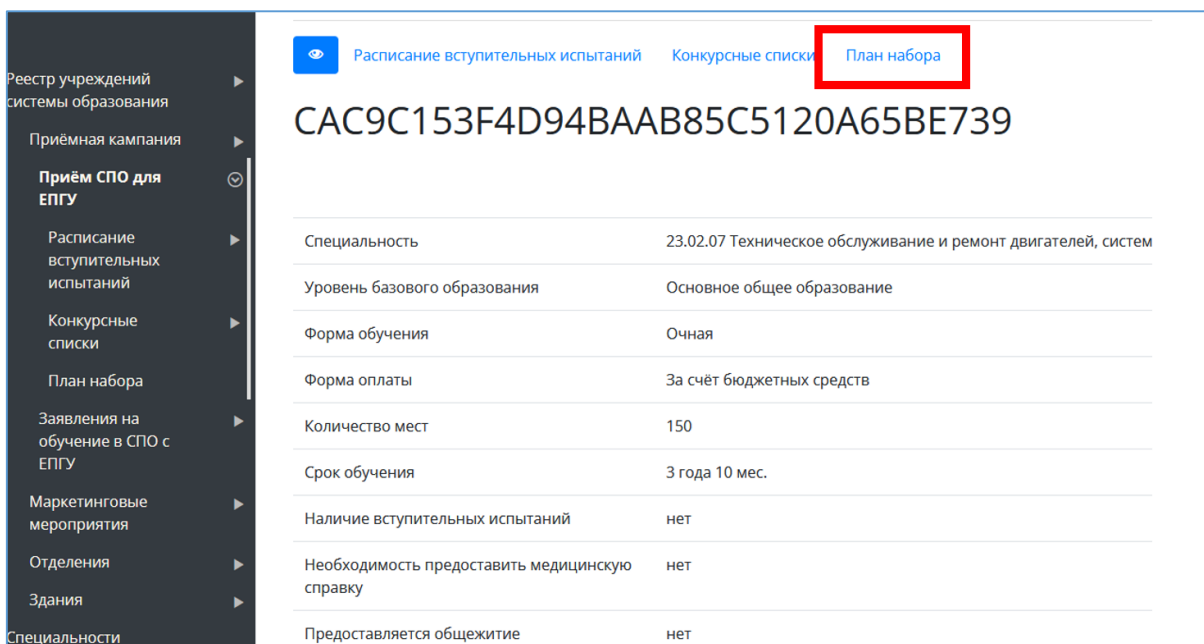 Расписание вступительных испытаний Конкурсные списки План набора
CAC9C153F4D94BAAB85C5120A65BE739
Реестр учреждений
системы образования
Приёмная кампания
Приём СПО для
ЕПГУ
Расписание
вступительных
испытаний
Конкурсные
списки
План набора
Заявления на
обучение в СПО с
ЕПГУ
Маркетинговые
мероприятия
Отделения
Здания
Специальности
Специальность 23.02.07 Техническое обслуживание и ремонт двигателей, систем
Уровень базового образования Основное общее образование
Форма обучения Очная
Форма оплаты За счёт бюджетных средств
Количество мест 150
Срок обучения 3 года 10 мес.
Наличие вступительных испытаний нет
Необходимость предоставить медицинскую нет
справку
Предоставляется общежитие нет